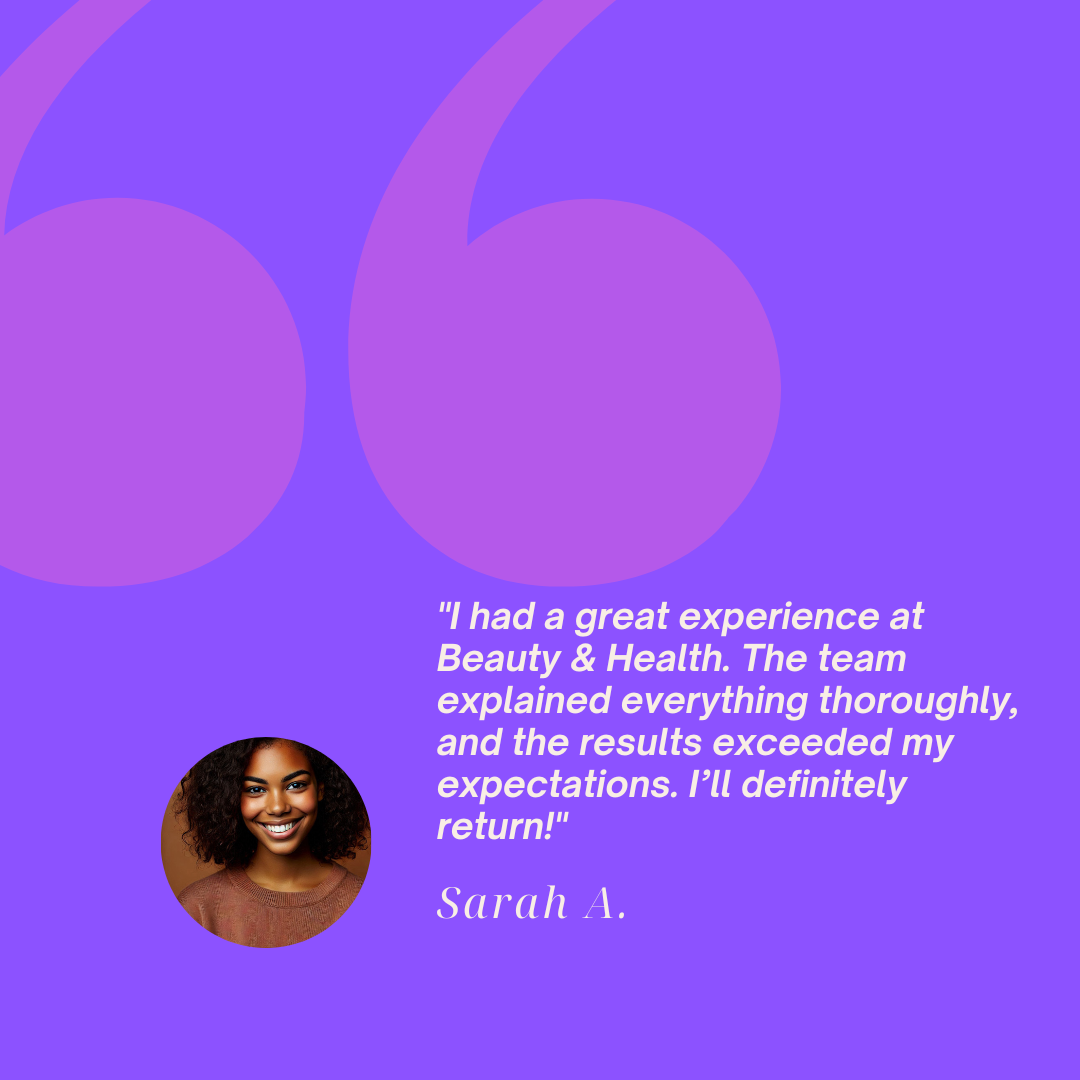 "I had a great experience at
Beauty & Health. The team
explained everything thoroughly,
and the results exceeded my
expectations. I’ll definitely
return!"
Sarah A.